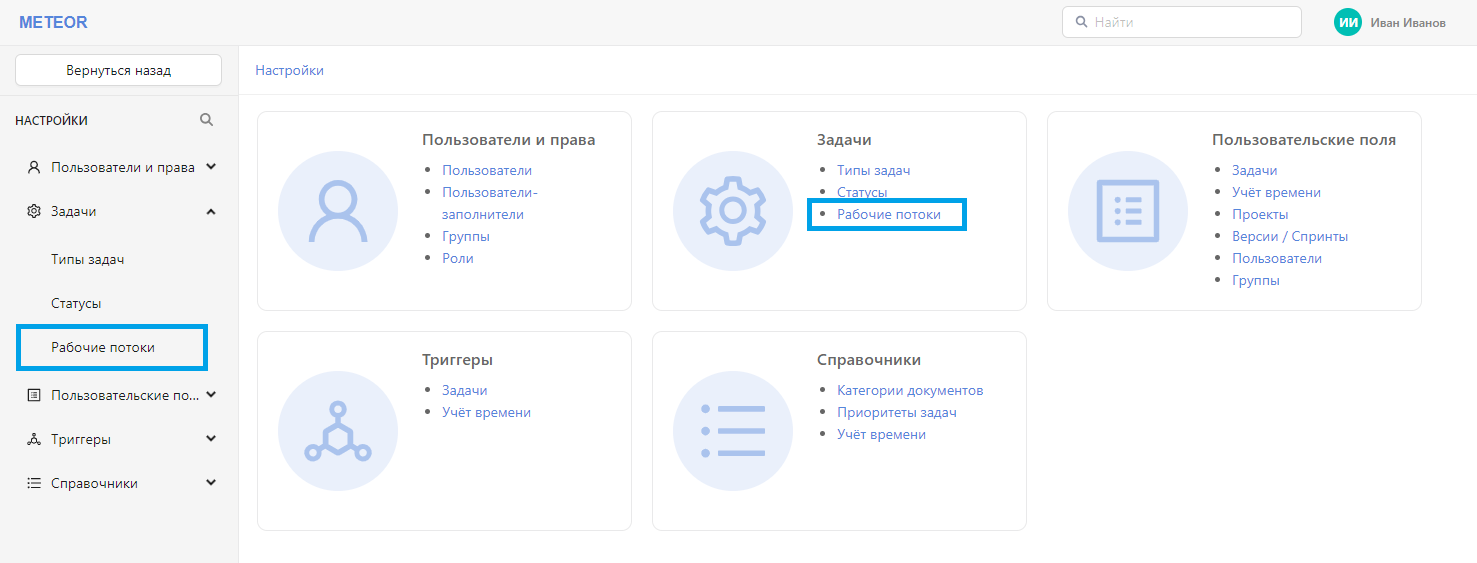 METEOR
Найти
ИИ
Иван Иванов
Вернуться назад
НАСТРОЙКИ
Пользователи и права
Задачи
Типы задач
Статусы
Рабочие потоки
Пользовательские по...
Триггеры
Справочники
Настройки
Пользователи и права
Пользователи
Пользователи-
заполнители
Группы
Роли
Задачи
Типы задач
Статусы
Рабочие потоки
Пользовательские поля
Задачи
Учёт времени
Проекты
Версии / Спринты
Пользователи
Группы
Триггеры
Задачи
Учёт времени
Справочники
Категории документов
Приоритеты задач
Учёт времени